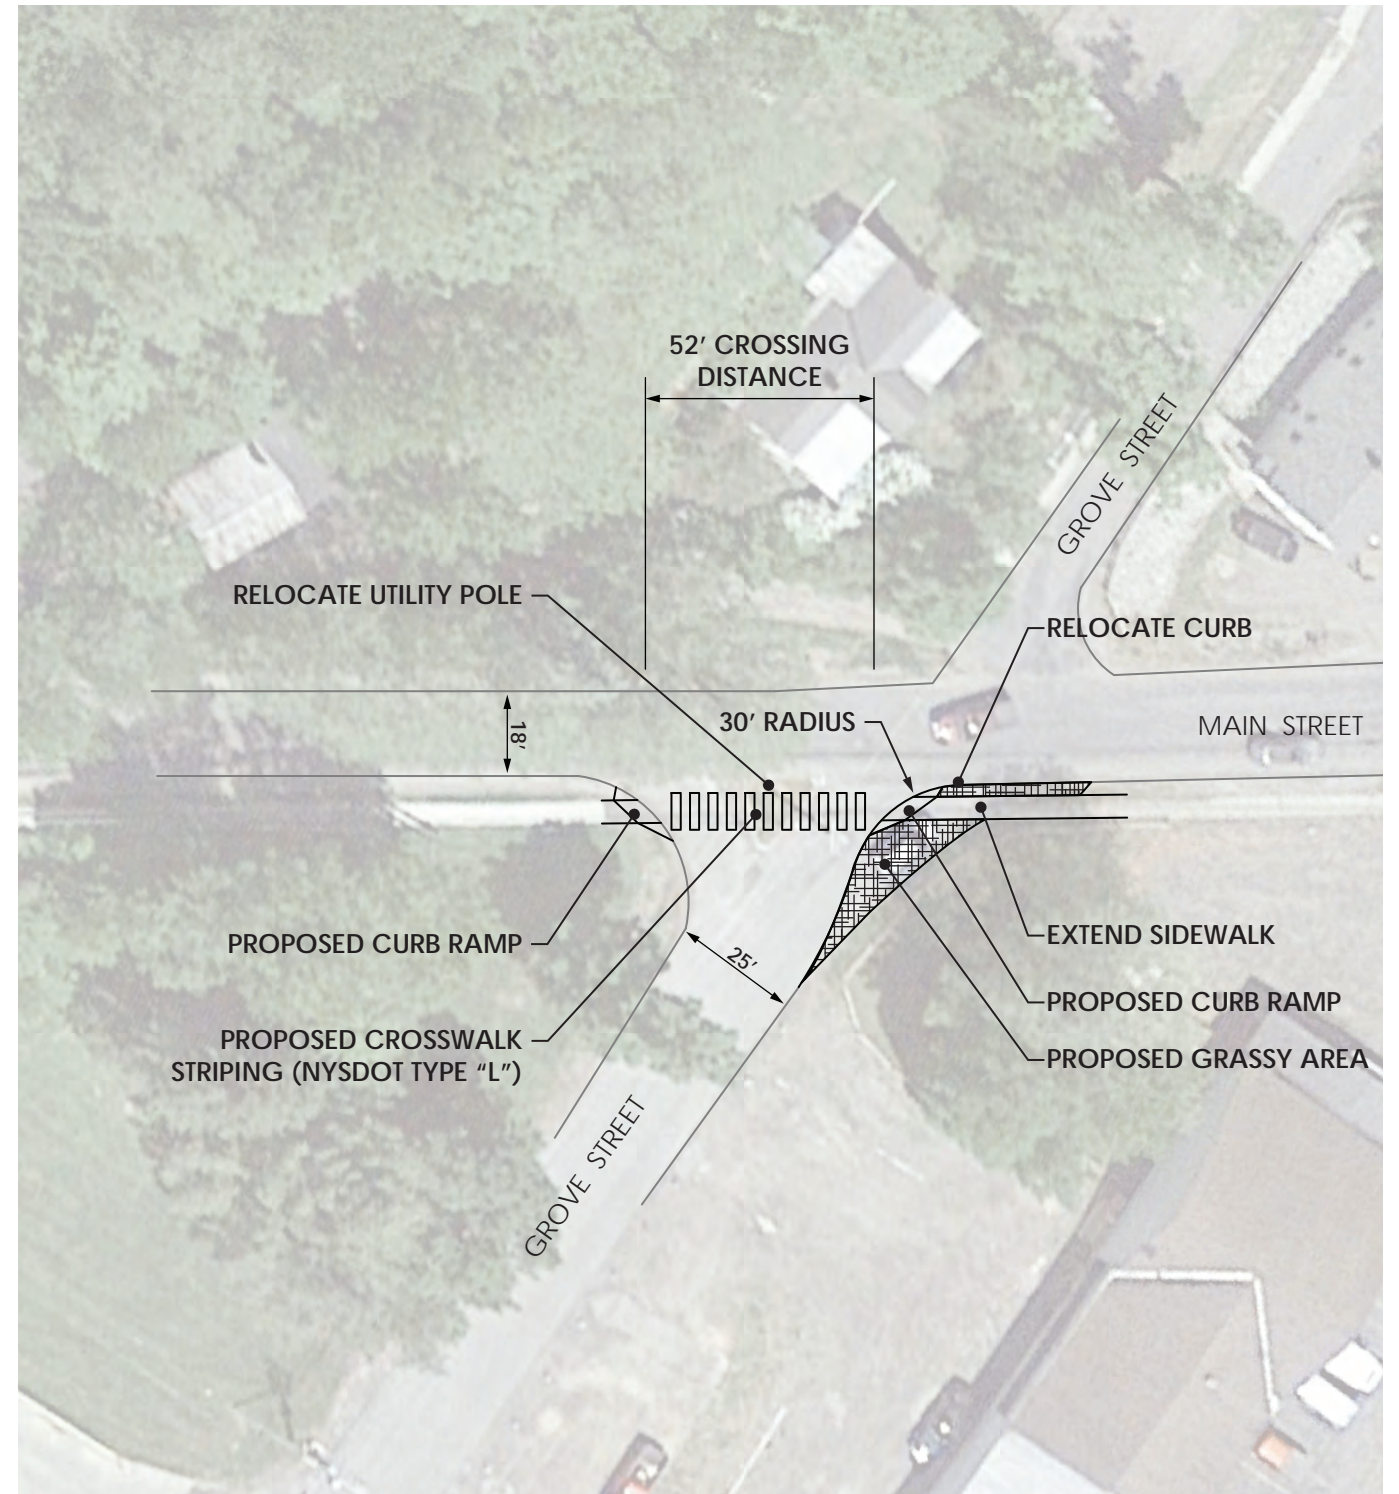 52’ CROSSING
DISTANCE
GROVE STREET
RELOCATE UTILITY POLE
RELOCATE CURB
30’ RADIUS
MAIN STREET
18’
PROPOSED CURB RAMP
EXTEND SIDEWALK
25’
PROPOSED CURB RAMP
PROPOSED CROSSWALK
STRIPING (NYSDOT TYPE “L”)
PROPOSED GRASSY AREA
GROVE STREET